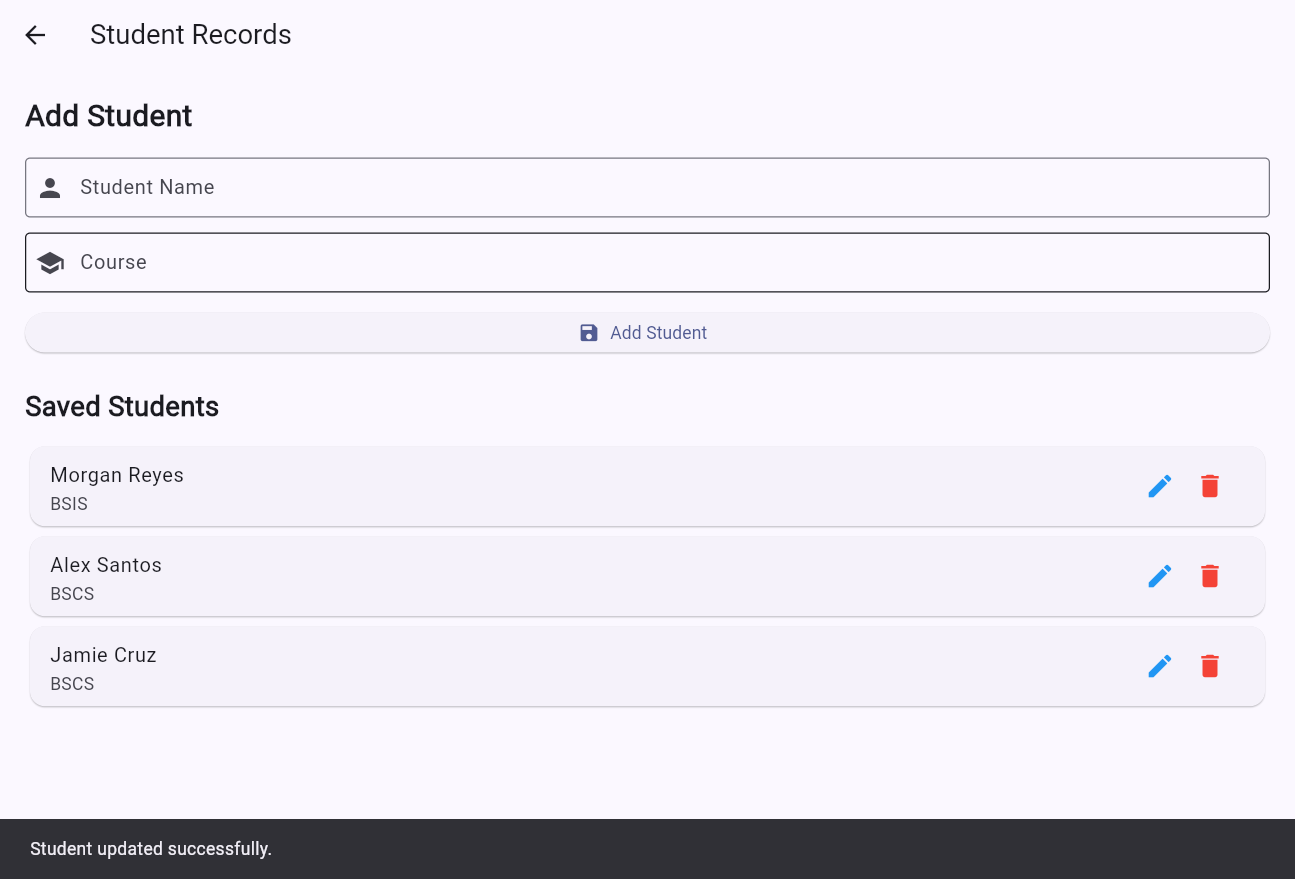 Student Records
Add Student
Student Name
Course
Add Student
Saved Students
Morgan Reyes
BSIS
Alex Santos
BSCS
Jamie Cruz
BSCS
Student updated successfully.